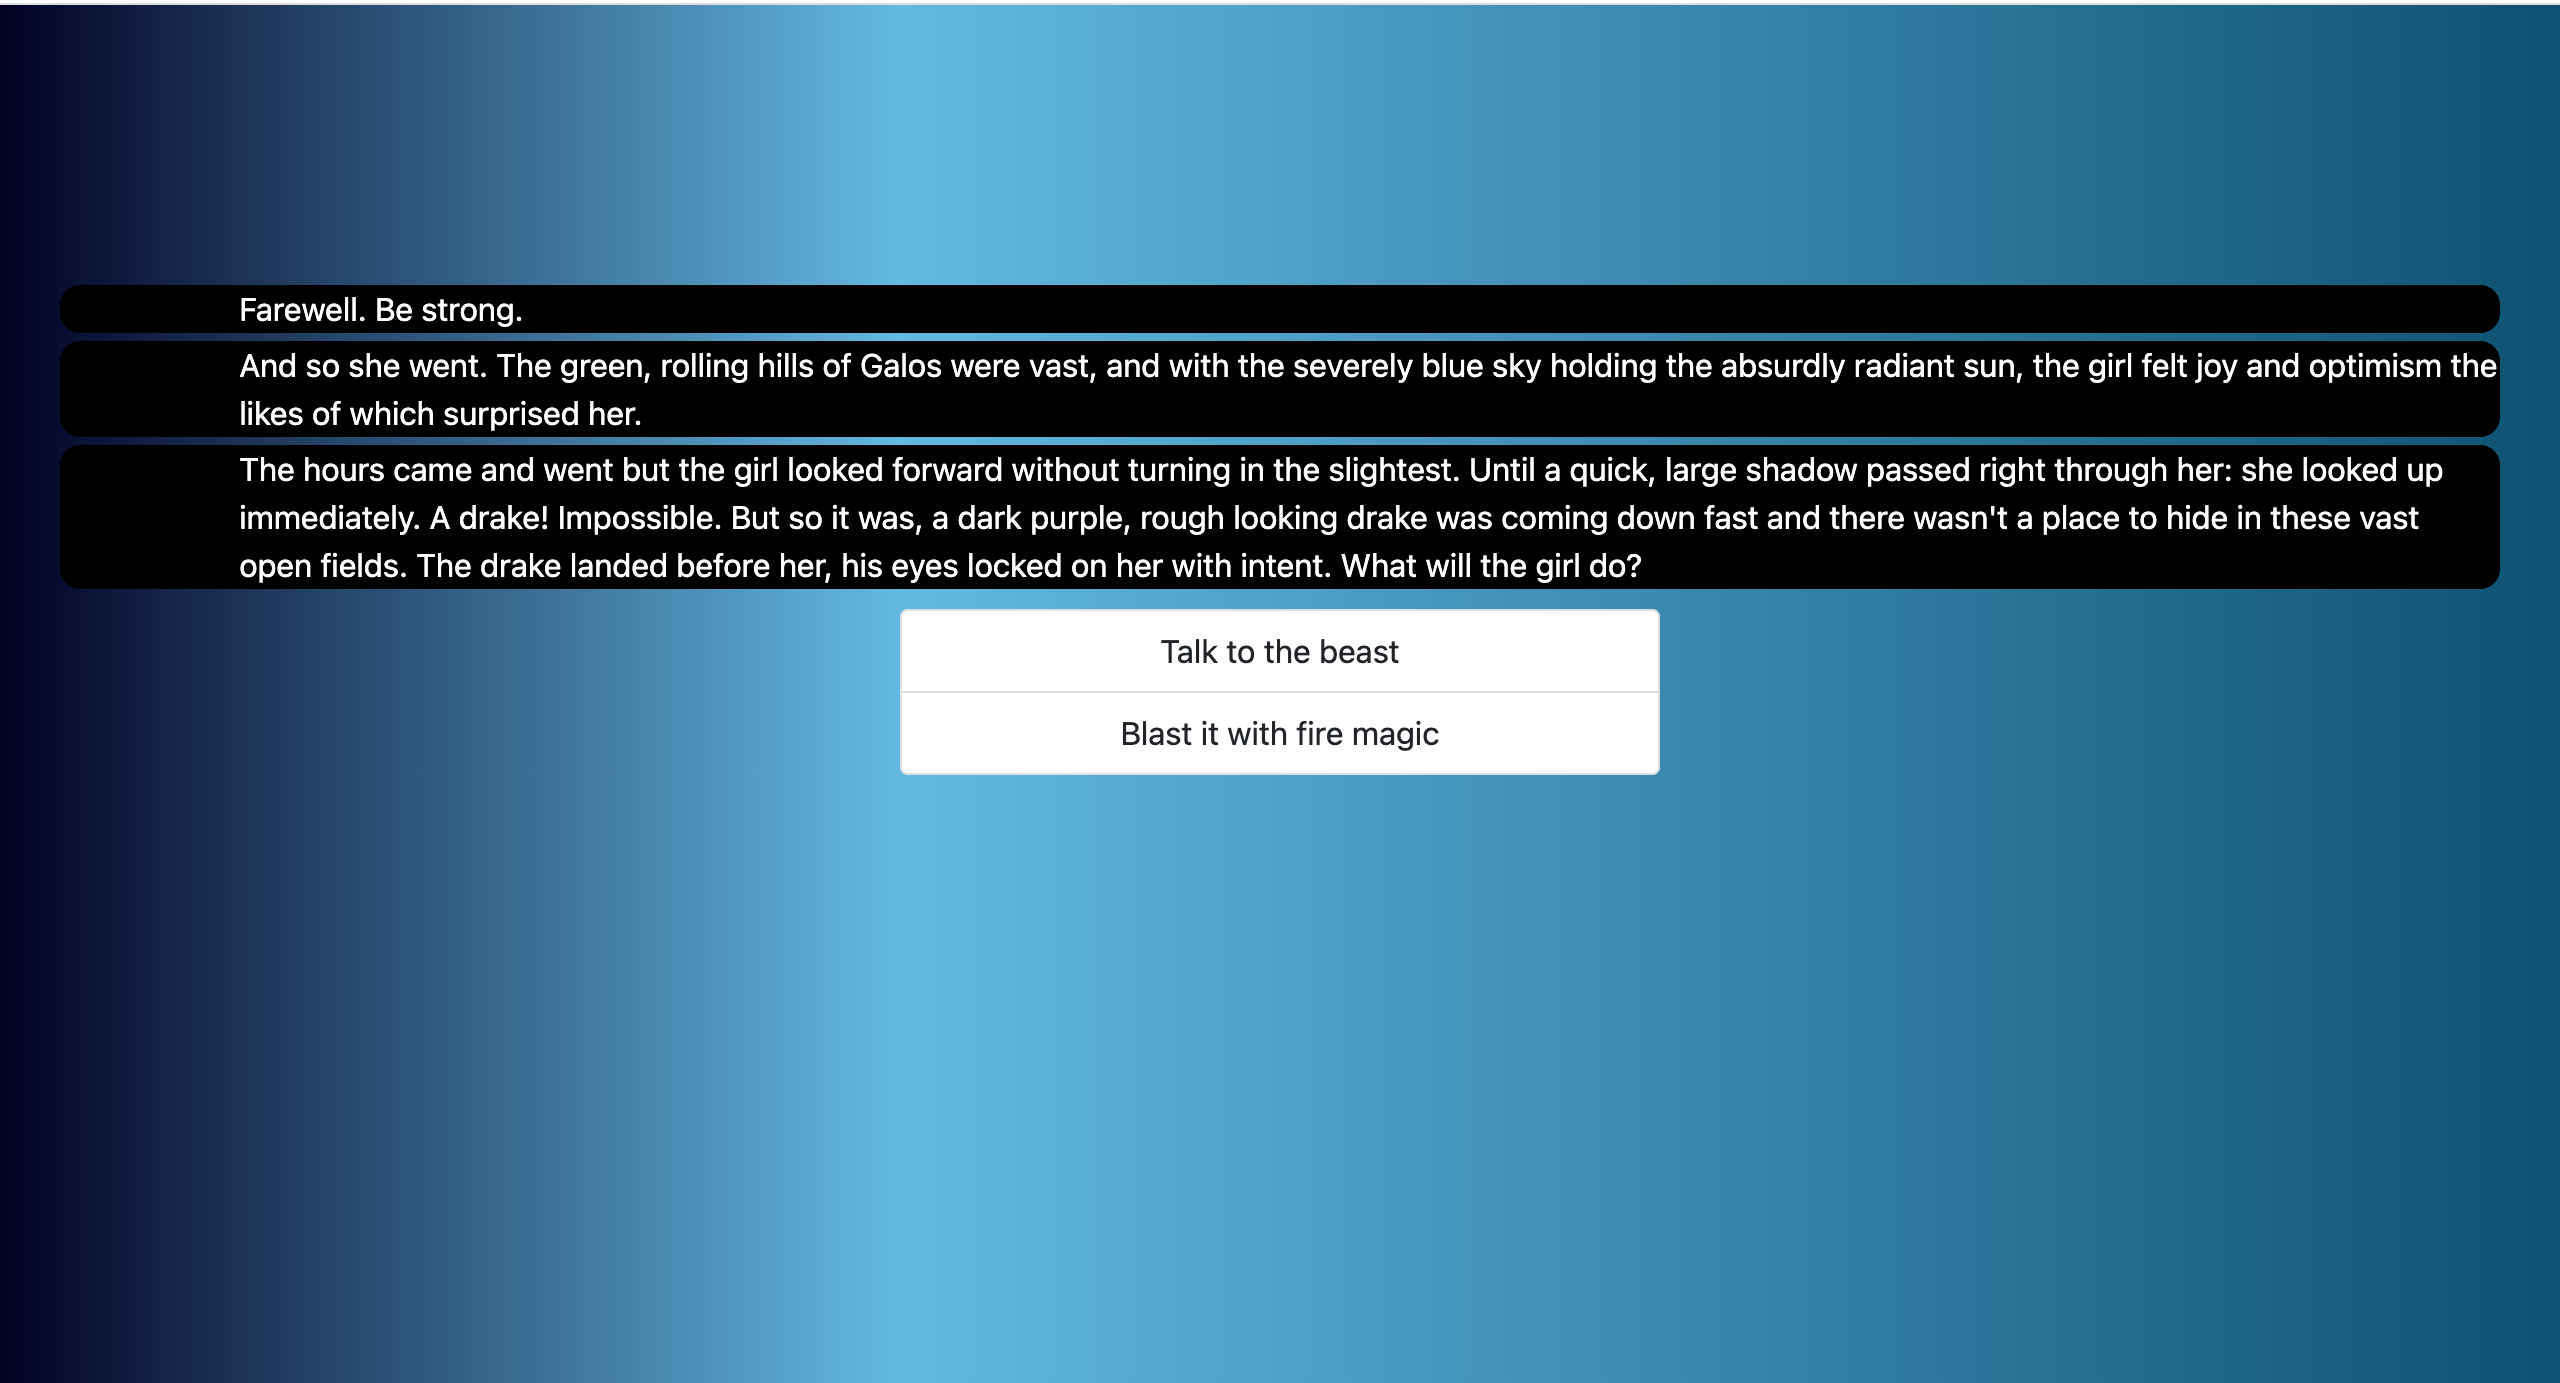 Farewell. Be strong.
And so she went. The green, rolling hills of Galos were vast, and with the severely blue sky holding the absurdly radiant sun, the girl felt joy and optimism the
likes of which surprised her.
The hours came and went but the girl looked forward without turning in the slightest. Until a quick, large shadow passed right through her: she looked up
immediately. A drake! Impossible. But so it was, a dark purple, rough looking drake was coming down fast and there wasn't a place to hide in these vast
open fields. The drake landed before her, his eyes locked on her with intent. What will the girl do?
Talk to the beast
Blast it with fire magic